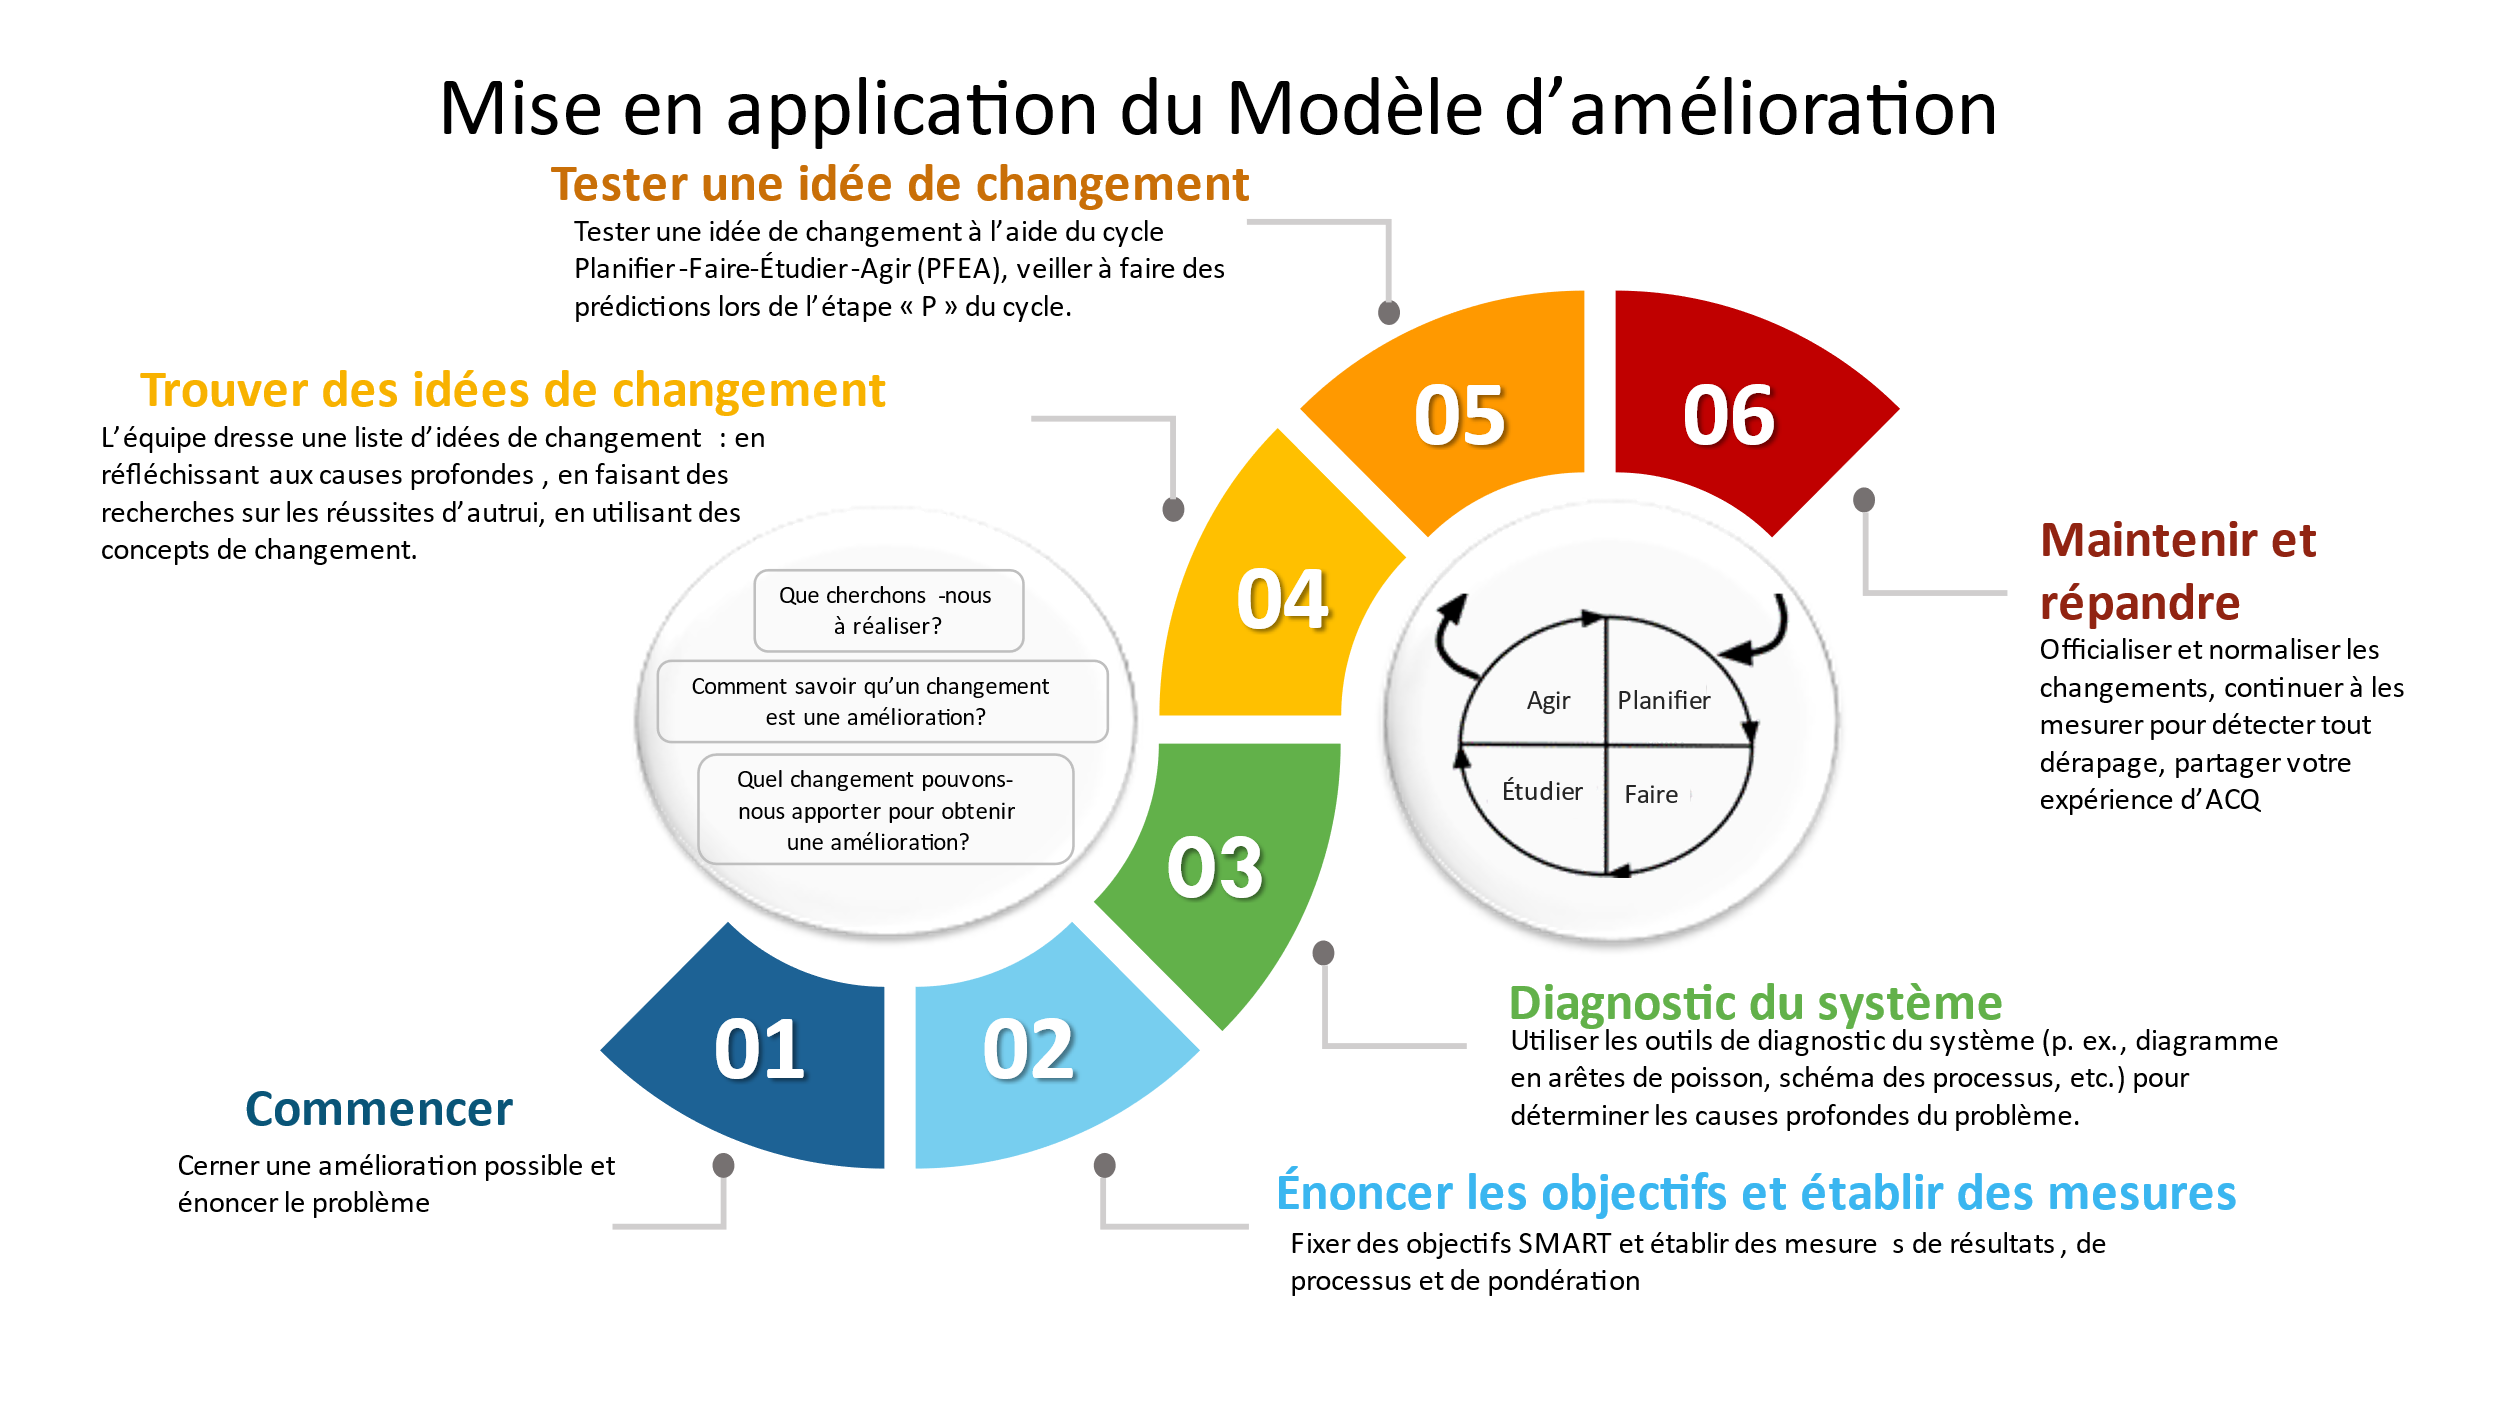 Mise en application du Modèle d’amélioration
Tester une idée de changement
Tester une idée de changement à l’aide du cycle
Planifier-Faire-Étudier-Agir (PFEA), veiller à faire des
prédictions lors de l’étape « P » du cycle.
Trouver des idées de changement
L’équipe dresse une liste d’idées de changement : en
réfléchissant aux causes profondes , en faisant des
recherches sur les réussites d’autrui, en utilisant des
concepts de changement.
05
06
04
Que cherchons -nous
à réaliser?
Comment savoir qu’un changement
est une amélioration?
Quel changement pouvons-
nous apporter pour obtenir
une amélioration?
Agir
Planifier
Étudier
Faire
Maintenir et
répandre
Officialiser et normaliser les
changements, continuer à les
mesurer pour détecter tout
dérapage, partager votre
expérience d’ACQ
03
01
02
Diagnostic du système
Utiliser les outils de diagnostic du système (p. ex., diagramme
en arêtes de poisson, schéma des processus, etc.) pour
déterminer les causes profondes du problème.
Commencer
Cerner une amélioration possible et
énoncer le problème
Énoncer les objectifs et établir des mesures
Fixer des objectifs SMART et établir des mesure s de résultats , de
processus et de pondération